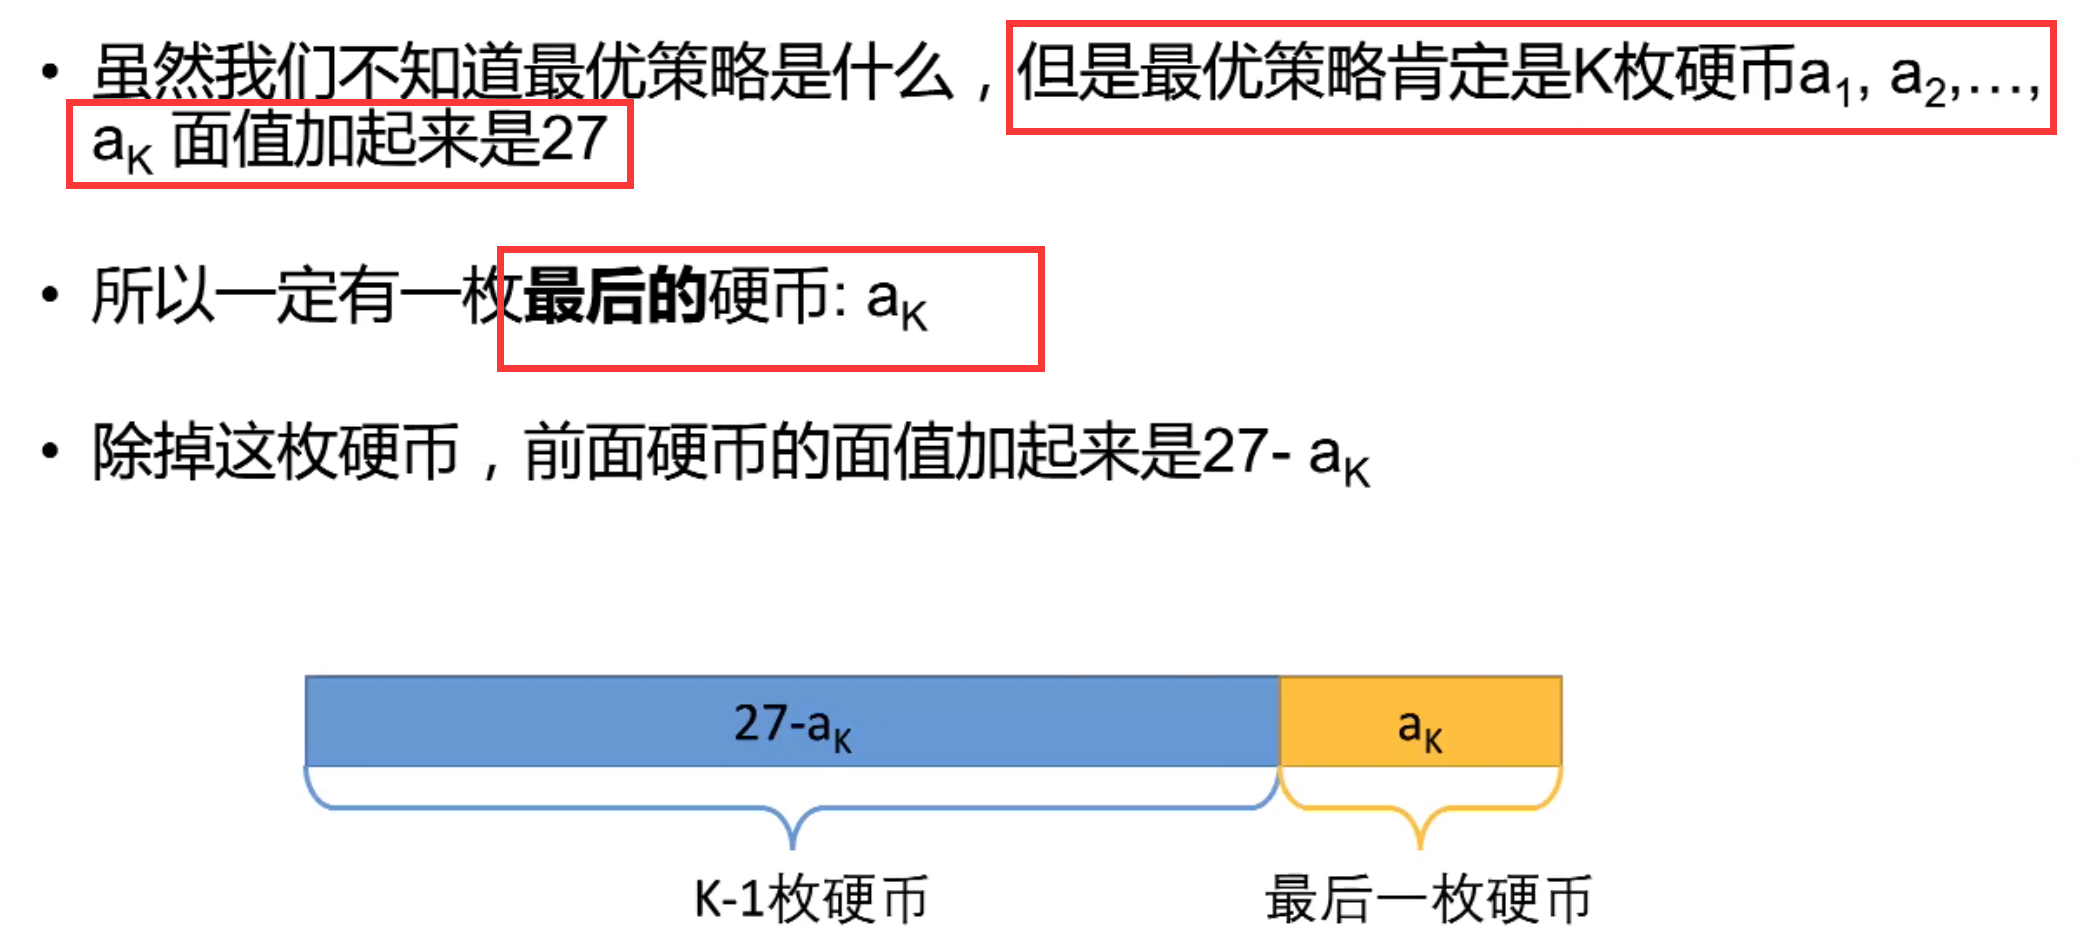 • 虽然我们不知道最优策略是什么，但是最优策略肯定是K枚硬币a₁, a₂,…,
aK 面值加起来是27
• 所以一定有一枚最后的硬币: aK
• 除掉这枚硬币，前面硬币的面值加起来是27- aK
27-aK
aK
K-1枚硬币
最后一枚硬币